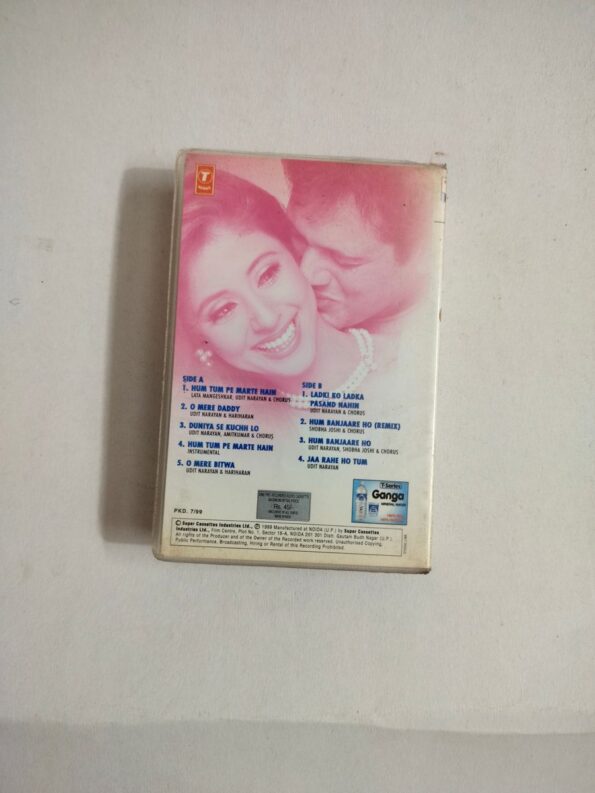 T
T-Series
SIDE A
1. HUM TUM PE MARTE HAIN
LATA MANGESHKAR, UDIT NARAYAN & CHORUS
2. O MERE DADDY
UDIT NARAYAN & HARIHARAN
3. DUNIYA SE KUCHH LO
UDIT NARAYAN, AMITKUMAR & CHORUS
4. HUM TUM PE MARTE HAIN
INSTRUMENTAL
5. O MERE BITWA
UDIT NARAYAN & HARIHARAN
SIDE B
1. LADKI KO LADKA
PASAND NAHIN
UDIT NARAYAN & CHORUS
2. HUM BANJAARE HO (REMIX)
SHOBHA JOSHI & CHORUS
3. HUM BANJAARE HO
UDIT NARAYAN, SHOBHA JOSHI & CHORUS
4. JAA RAHE HO TUM
UDIT NARAYAN
PKD. 7/99
Rs. 45/-
T-Series
Ganga
MINERAL WATER
© Super Cassettes Industries Ltd., ℗ 1999 Manufactured at NOIDA (U.P.) by Super Cassettes
Industries Ltd., Film Centre, Plot No. 1, Sector 16-A, NOIDA 201 301 Distt. Gautam Budh Nagar (U.P.)
All rights of the Producer and of the Owner of the Recorded work reserved. Unauthorised Copying,
Public Performance, Broadcasting, Hiring or Rental of this Recording Prohibited.